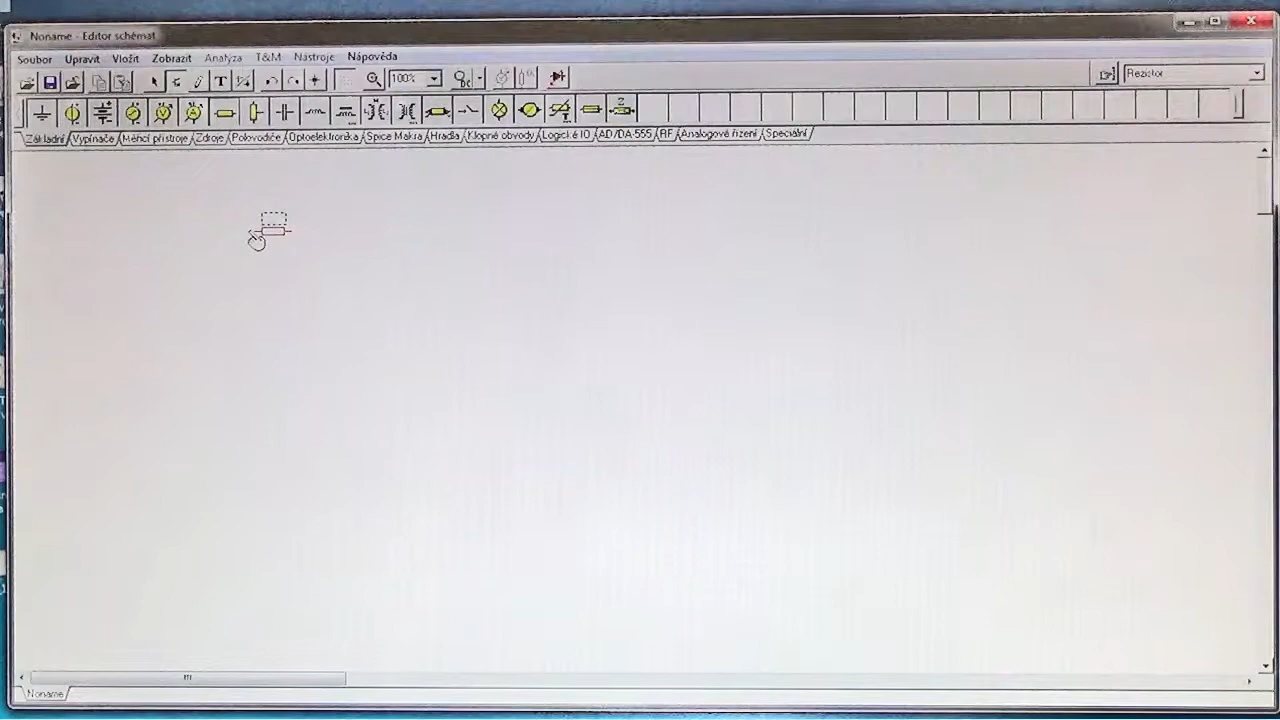 Noname - Editor schémat
Soubor Upravit Vložit Zobrazit Analýza T&M Nástroje Nápověda
T 100% Rezistor
Základní Vypínače Měřicí přístroje Zdroje Polovodiče Optoelektronika Spice Makra Hradla Klopné obvody Logické IO AD/DA-555 RF Analogové řízení Speciální
Noname